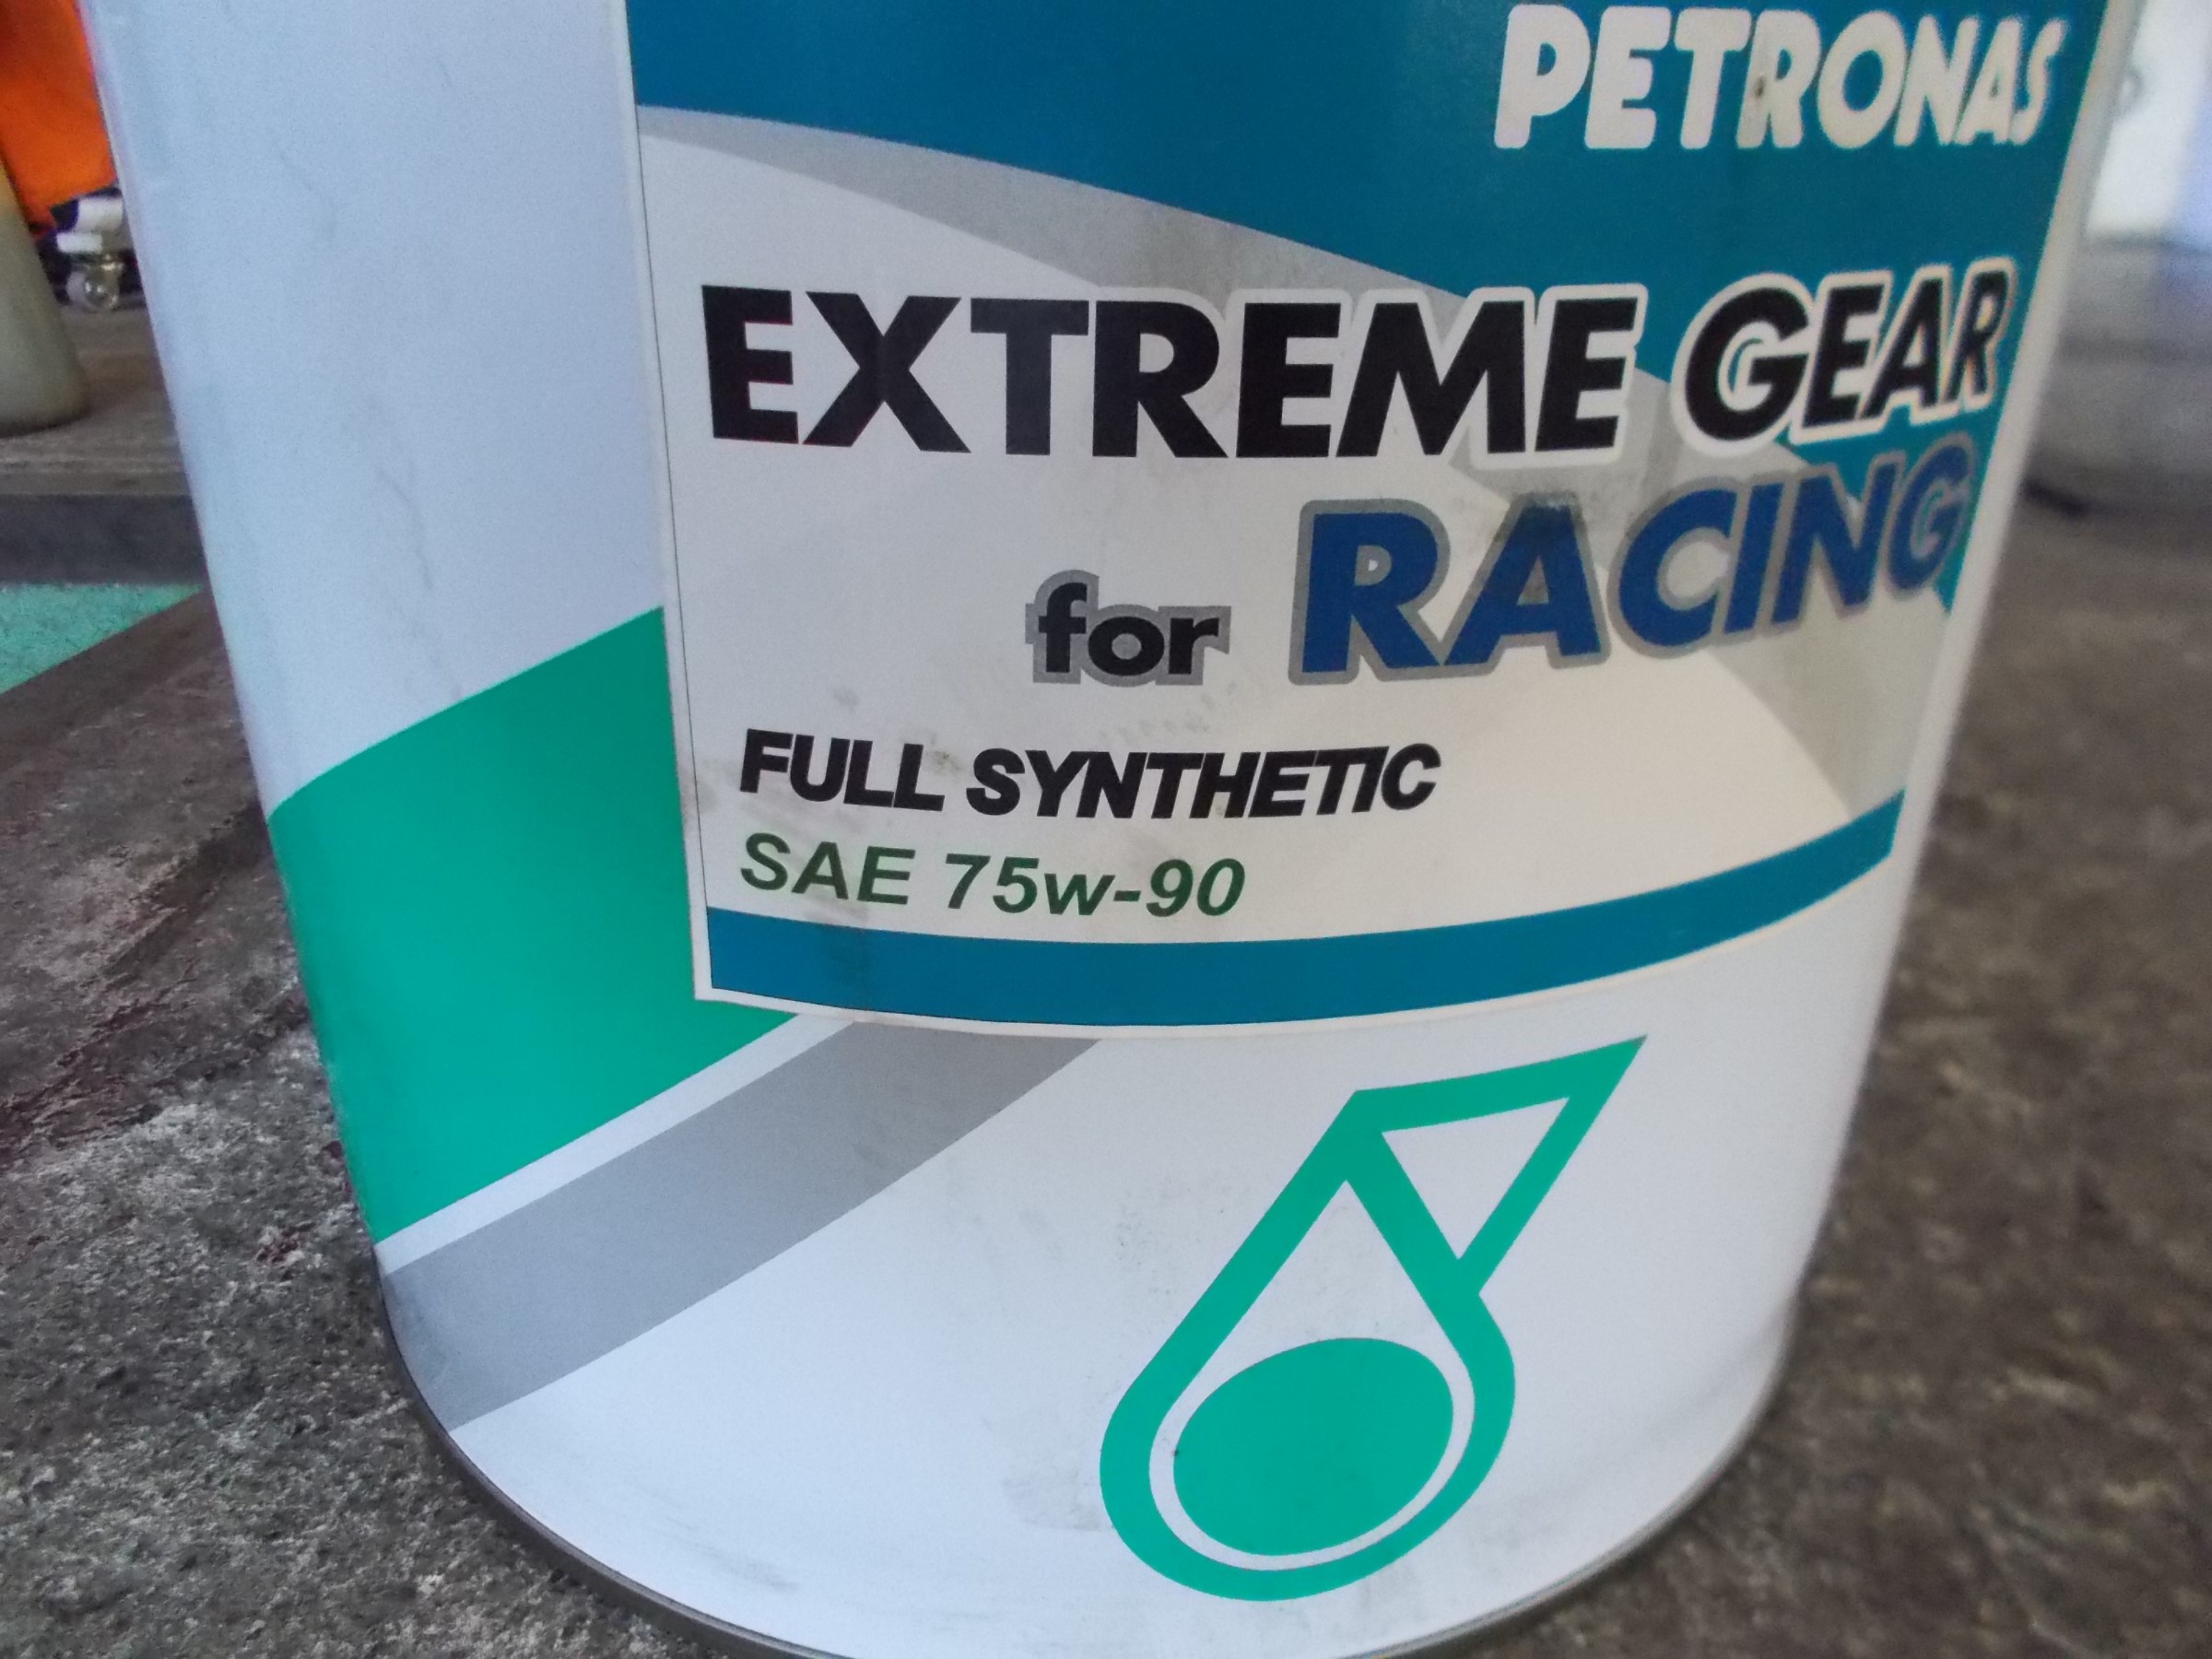 PETRONAS
EXTREME GEAR
for RACING
FULL SYNTHETIC
SAE 75w-90